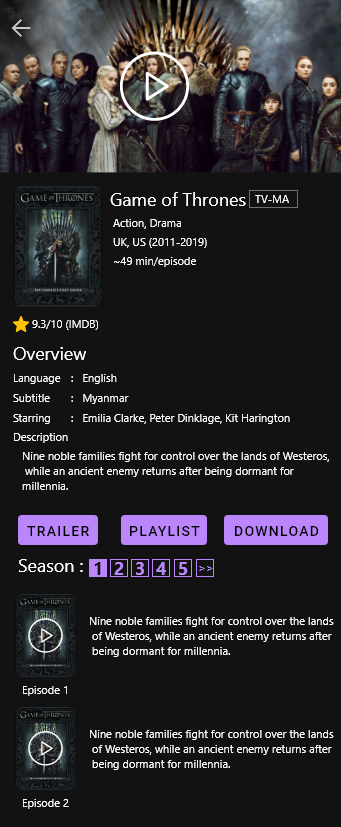 Game of Thrones TV-MA
GAME OF THRONES
Action, Drama
UK, US (2011-2019)
~49 min/episode
THE COMPLETE FIRST SEASON
9.3/10 (IMDB)
Overview
Language : English
Subtitle : Myanmar
Starring : Emilia Clarke, Peter Dinklage, Kit Harington
Description
Nine noble families fight for control over the lands of Westeros,
while an ancient enemy returns after being dormant for
millennia.
TRAILER PLAYLIST DOWNLOAD
Season : 1 2 3 4 5 >>
GAME OF THRONES
Nine noble families fight for control over the lands
of Westeros, while an ancient enemy returns after
being dormant for millennia.
Episode 1
GAME OF THRONES
Nine noble families fight for control over the lands
of Westeros, while an ancient enemy returns after
being dormant for millennia.
Episode 2